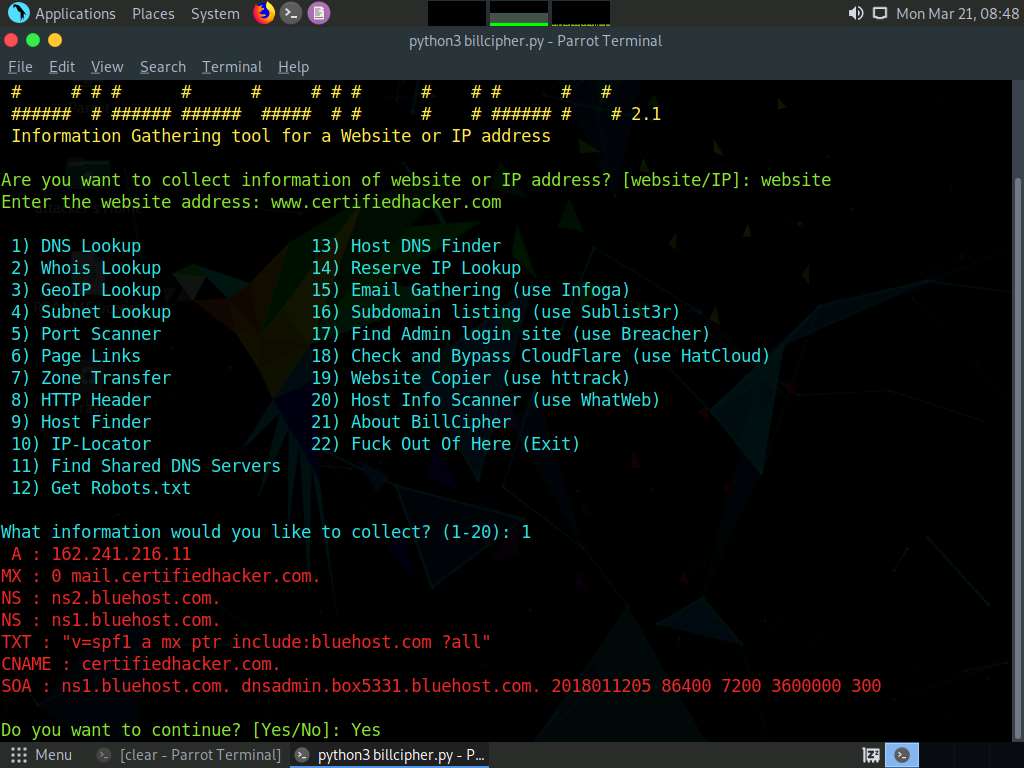 Applications Places System Mon Mar 21, 08:48
python3 billcipher.py - Parrot Terminal
File Edit View Search Terminal Help
# # # # # # # # # # # # # #
###### # ###### ###### ##### # # # # ###### # # 2.1
Information Gathering tool for a Website or IP address
Are you want to collect information of website or IP address? [website/IP]: website
Enter the website address: www.certifiedhacker.com
1) DNS Lookup 13) Host DNS Finder
2) Whois Lookup 14) Reserve IP Lookup
3) GeoIP Lookup 15) Email Gathering (use Infoga)
4) Subnet Lookup 16) Subdomain listing (use Sublist3r)
5) Port Scanner 17) Find Admin login site (use Breacher)
6) Page Links 18) Check and Bypass CloudFlare (use HatCloud)
7) Zone Transfer 19) Website Copier (use httrack)
8) HTTP Header 20) Host Info Scanner (use WhatWeb)
9) Host Finder 21) About BillCipher
10) IP-Locator 22) Fuck Out Of Here (Exit)
11) Find Shared DNS Servers
12) Get Robots.txt
What information would you like to collect? (1-20): 1
A : 162.241.216.11
MX : 0 mail.certifiedhacker.com.
NS : ns2.bluehost.com.
NS : ns1.bluehost.com.
TXT : "v=spf1 a mx ptr include:bluehost.com ?all"
CNAME : certifiedhacker.com.
SOA : ns1.bluehost.com. dnsadmin.box5331.bluehost.com. 2018011205 86400 7200 3600000 300
Do you want to continue? [Yes/No]: Yes
Menu [clear - Parrot Terminal] python3 billcipher.py - P...